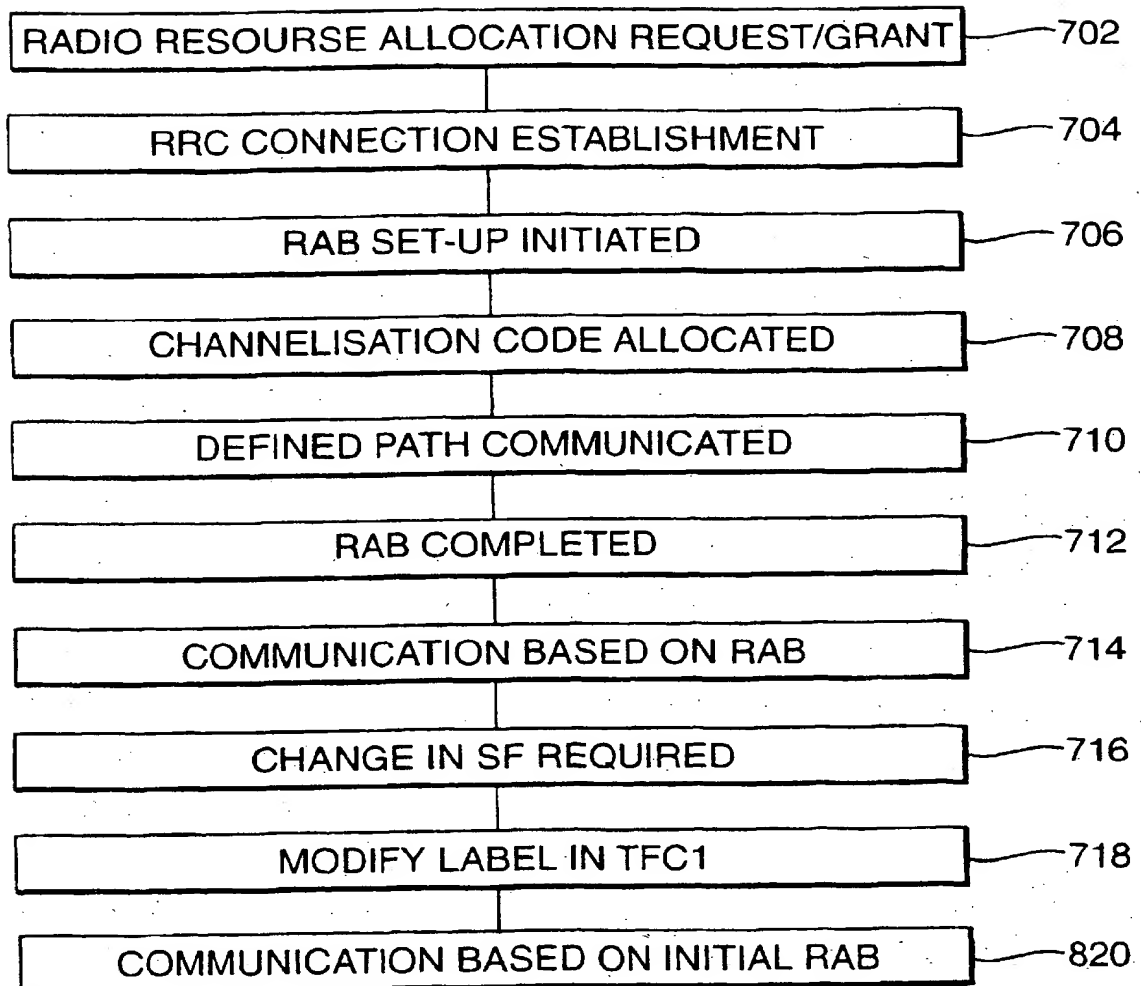 RADIO RESOURSE ALLOCATION REQUEST/GRANT 702
RRC CONNECTION ESTABLISHMENT 704
RAB SET-UP INITIATED 706
CHANNELISATION CODE ALLOCATED 708
DEFINED PATH COMMUNICATED 710
RAB COMPLETED 712
COMMUNICATION BASED ON RAB 714
CHANGE IN SF REQUIRED 716
MODIFY LABEL IN TFC1 718
COMMUNICATION BASED ON INITIAL RAB 820